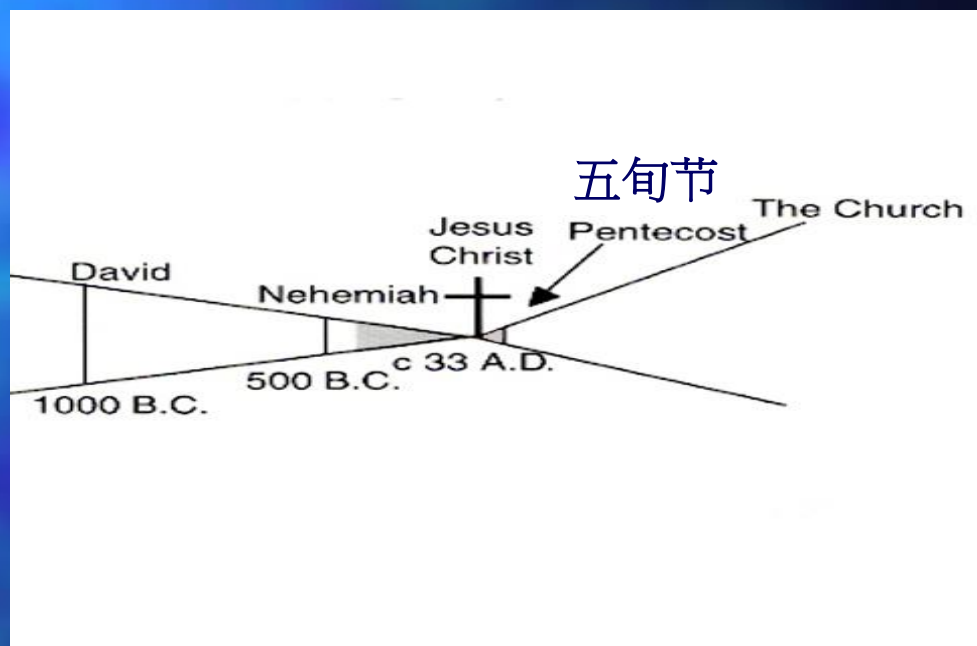 五旬节
The Church
Jesus
Christ
Pentecost
David
Nehemiah
c 33 A.D.
500 B.C.
1000 B.C.